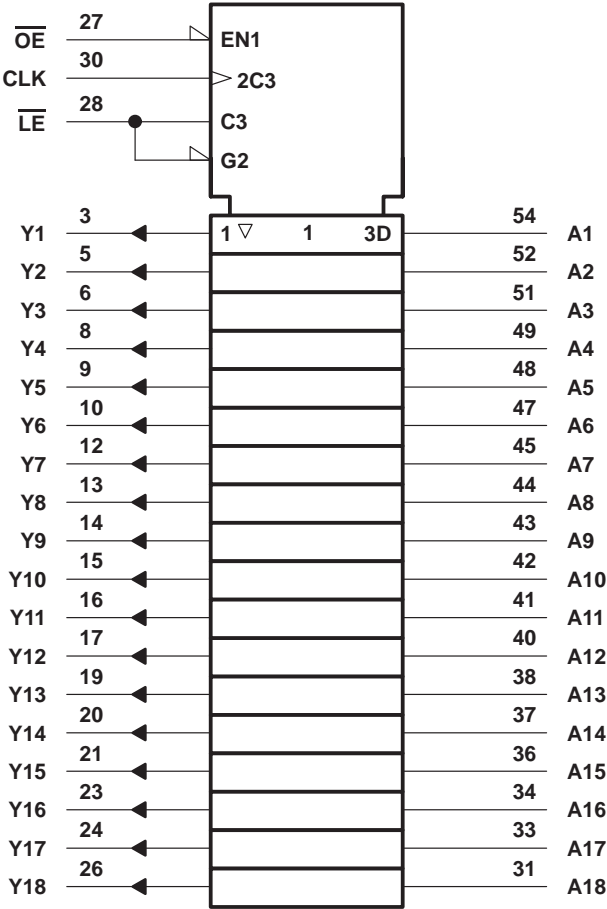 OE 27 EN1
CLK 30 2C3
LE 28 C3
G2
Y1 3 1 ▽ 1 3D 54 A1
Y2 5 52 A2
Y3 6 51 A3
Y4 8 49 A4
Y5 9 48 A5
Y6 10 47 A6
Y7 12 45 A7
Y8 13 44 A8
Y9 14 43 A9
Y10 15 42 A10
Y11 16 41 A11
Y12 17 40 A12
Y13 19 38 A13
Y14 20 37 A14
Y15 21 36 A15
Y16 23 34 A16
Y17 24 33 A17
Y18 26 31 A18